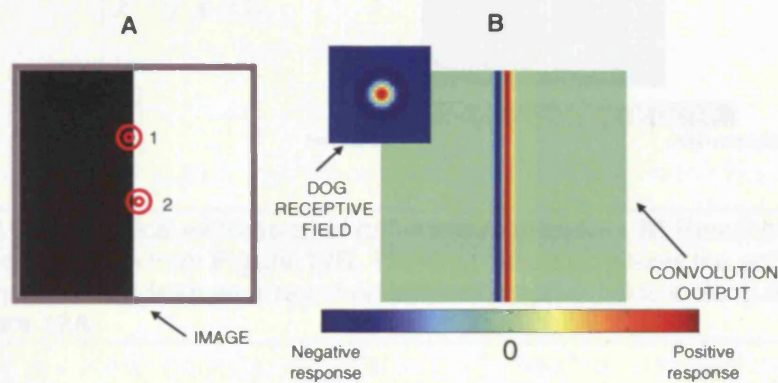 A
B
1
2
DOG
RECEPTIVE
FIELD
CONVOLUTION
OUTPUT
IMAGE
Negative
response
0
Positive
response